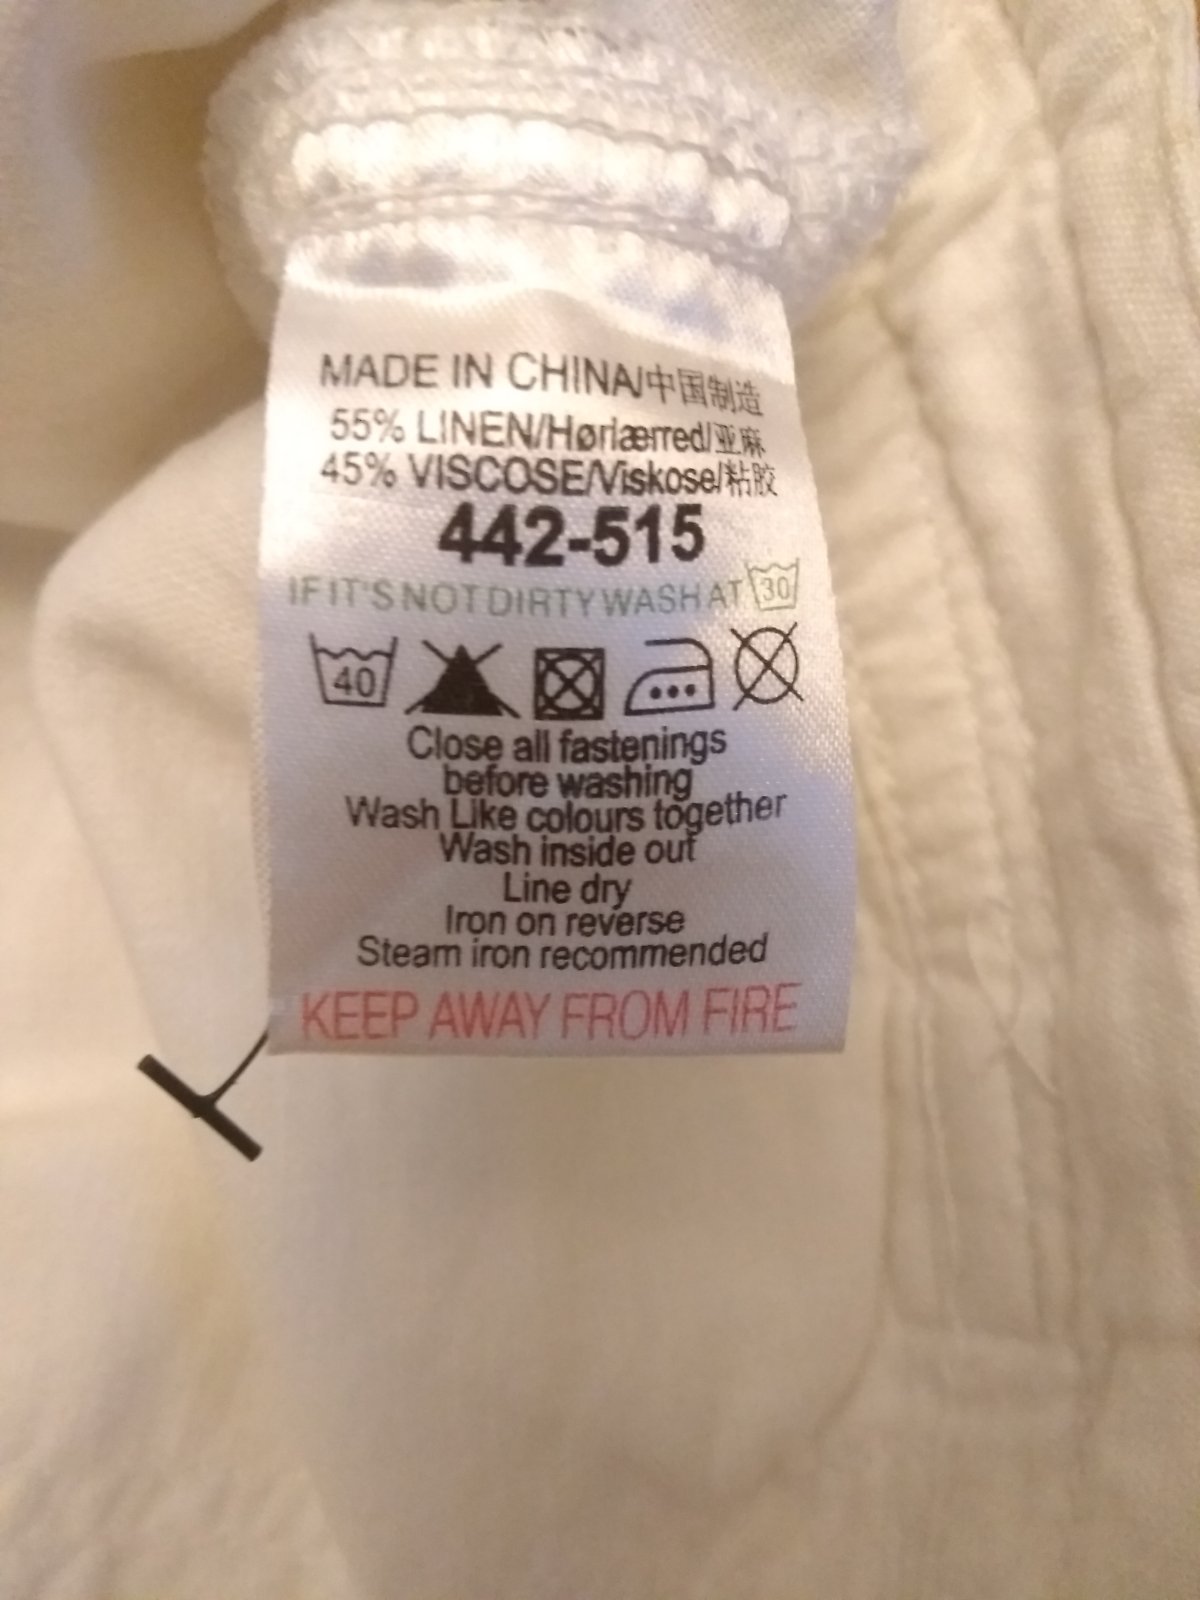 MADE IN CHINA/中国制造
55% LINEN/Hørlærred/亚麻
45% VISCOSE/Viskose/粘胶
442-515
IF IT'S NOT DIRTY WASH AT 30
40
Close all fastenings
before washing
Wash Like colours together
Wash inside out
Line dry
Iron on reverse
Steam iron recommended
KEEP AWAY FROM FIRE